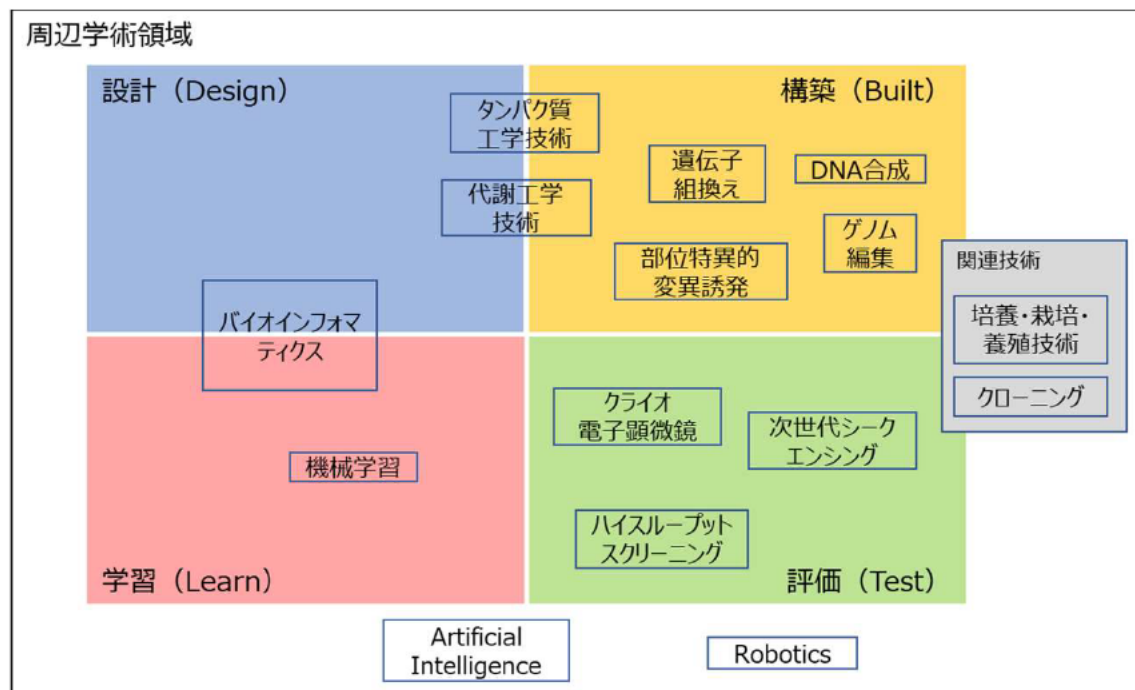 周辺学術領域
設計（Design）
構築（Built）
タンパク質
工学技術
代謝工学
技術
遺伝子
組換え
DNA合成
部位特異的
変異誘発
ゲノム
編集
関連技術
培養・栽培・
養殖技術
クローニング
バイオインフォマ
ティクス
機械学習
クライオ
電子顕微鏡
次世代シーク
エンシング
ハイスループット
スクリーニング
学習（Learn）
評価（Test）
Artificial
Intelligence
Robotics